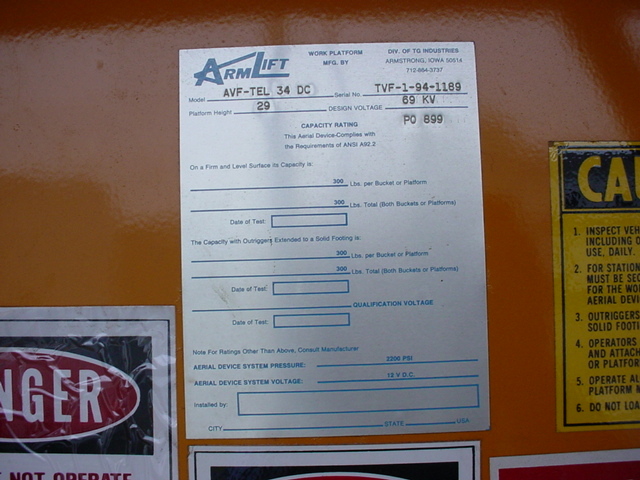 ARMLIFT
WORK PLATFORM
MFG. BY
DIV. OF TG INDUSTRIES
ARMSTRONG, IOWA 50514
712-864-3737
Model AVF-TEL 34 DC Serial No. TVF-1-94-1189
Platform Height 29 DESIGN VOLTAGE 69 KV
CAPACITY RATING PO 899
This Aerial Device Complies with
the Requirements of ANSI A92.2
On a Firm and Level Surface its Capacity is:
300 Lbs. per Bucket or Platform
300 Lbs. Total (Both Buckets or Platforms)
Date of Test:
The Capacity with Outriggers Extended to a Solid Footing is:
300 Lbs. per Bucket or Platform
300 Lbs. Total (Both Buckets or Platforms)
Date of Test:
QUALIFICATION VOLTAGE
Date of Test:
Note For Ratings Other Than Above, Consult Manufacturer
AERIAL DEVICE SYSTEM PRESSURE: 2200 PSI
AERIAL DEVICE SYSTEM VOLTAGE: 12 V D.C.
Installed by:
CITY STATE USA
NGER
NOT OPERATE
CAU
1. INSPECT VEH
INCLUDING O
USE, DAILY.
2. FOR STATION
MUST BE SEC
FOR THE WO
AERIAL DEVI
3. OUTRIGGERS
SOLID FOOT
4. OPERATORS
AND ATTACH
OR PLATFOR
5. OPERATE AL
PLATFORM M
6. DO NOT LOA